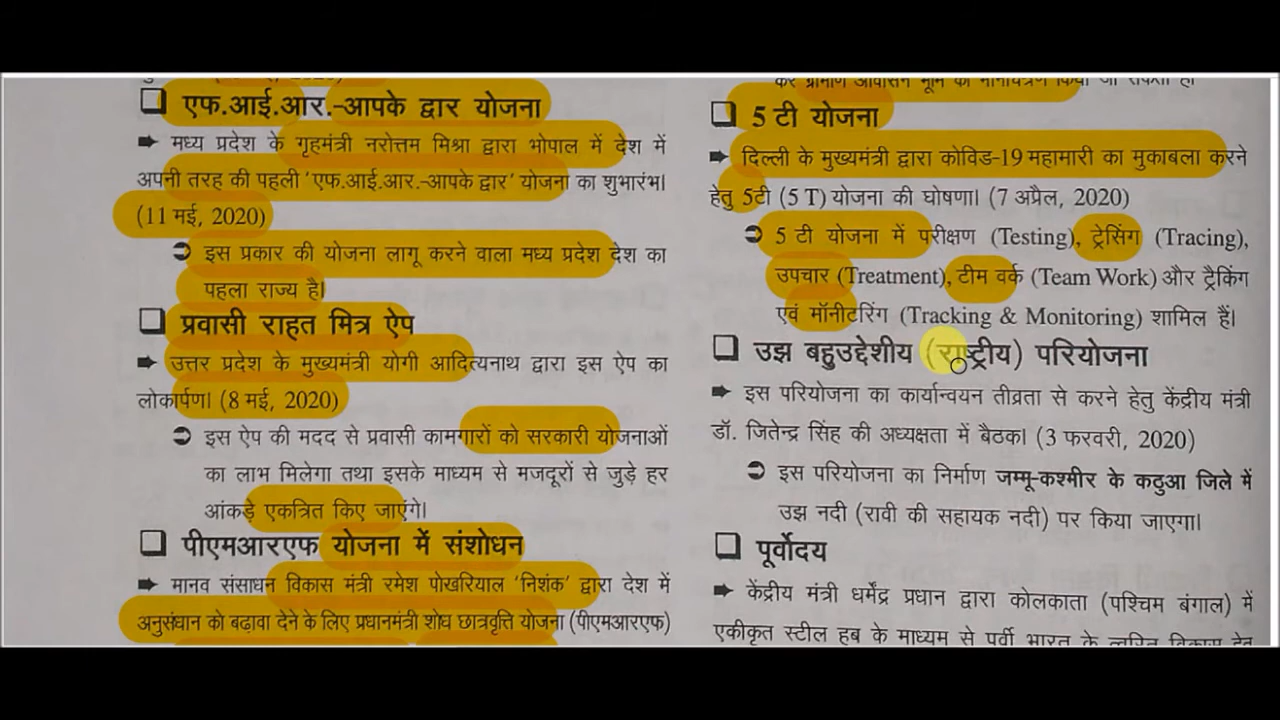 ❑ एफ.आई.आर.-आपके द्वार योजना
➨ मध्य प्रदेश के गृहमंत्री नरोत्तम मिश्रा द्वारा भोपाल में देश में
अपनी तरह की पहली 'एफ.आई.आर.-आपके द्वार' योजना का शुभारंभ।
(11 मई, 2020)
➲ इस प्रकार की योजना लागू करने वाला मध्य प्रदेश देश का
पहला राज्य है।
❑ प्रवासी राहत मित्र ऐप
➨ उत्तर प्रदेश के मुख्यमंत्री योगी आदित्यनाथ द्वारा इस ऐप का
लोकार्पण। (8 मई, 2020)
➲ इस ऐप की मदद से प्रवासी कामगारों को सरकारी योजनाओं
का लाभ मिलेगा तथा इसके माध्यम से मजदूरों से जुड़े हर
आंकड़े एकत्रित किए जाएंगे।
❑ पीएमआरएफ योजना में संशोधन
➨ मानव संसाधन विकास मंत्री रमेश पोखरियाल 'निशंक' द्वारा देश में
अनुसंधान को बढ़ावा देने के लिए प्रधानमंत्री शोध छात्रवृत्ति योजना (पीएमआरएफ)
कर ग्रामीण आवासीन भूमि का मानचित्रण किया जा सकता है।
❑ 5 टी योजना
➨ दिल्ली के मुख्यमंत्री द्वारा कोविड-19 महामारी का मुकाबला करने
हेतु 5टी (5 T) योजना की घोषणा। (7 अप्रैल, 2020)
➲ 5 टी योजना में परीक्षण (Testing), ट्रेसिंग (Tracing),
उपचार (Treatment), टीम वर्क (Team Work) और ट्रैकिंग
एवं मॉनीटरिंग (Tracking & Monitoring) शामिल हैं।
❑ उझ बहुउद्देशीय (राष्ट्रीय) परियोजना
➨ इस परियोजना का कार्यान्वयन तीव्रता से करने हेतु केंद्रीय मंत्री
डॉ. जितेन्द्र सिंह की अध्यक्षता में बैठक। (3 फरवरी, 2020)
➲ इस परियोजना का निर्माण जम्मू-कश्मीर के कठुआ जिले में
उझ नदी (रावी की सहायक नदी) पर किया जाएगा।
❑ पूर्वोदय
➨ केंद्रीय मंत्री धर्मेंद्र प्रधान द्वारा कोलकाता (पश्चिम बंगाल) में
एकीकृत स्टील हब के माध्यम से पूर्वी भारत के त्वरित विकास हेतु